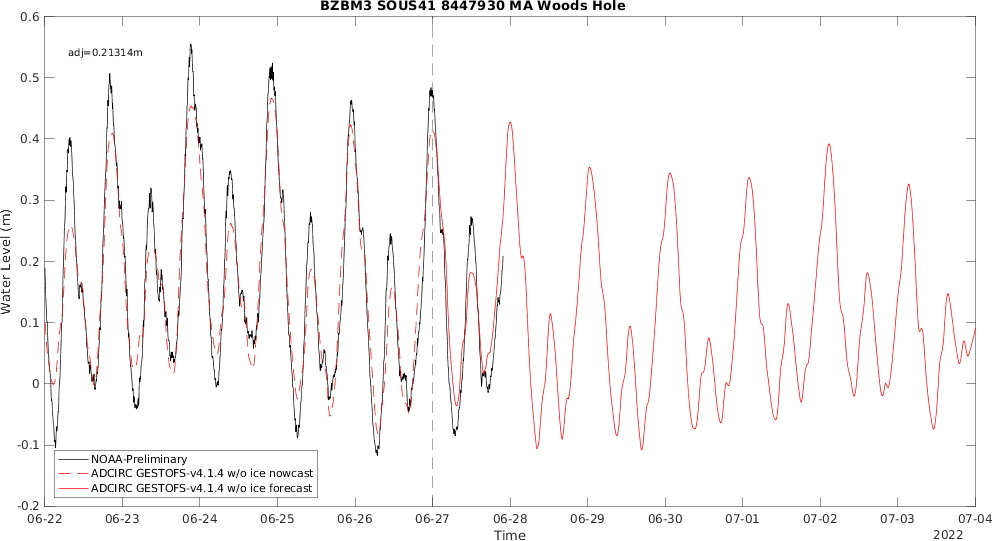 BZBM3 SOUS41 8447930 MA Woods Hole
adj=0.21314m
Water Level (m)
0.6
0.5
0.4
0.3
0.2
0.1
0
-0.1
-0.2
NOAA-Preliminary
ADCIRC GESTOFS-v4.1.4 w/o ice nowcast
ADCIRC GESTOFS-v4.1.4 w/o ice forecast
06-22 06-23 06-24 06-25 06-26 06-27 06-28 06-29 06-30 07-01 07-02 07-03 07-04
Time
2022